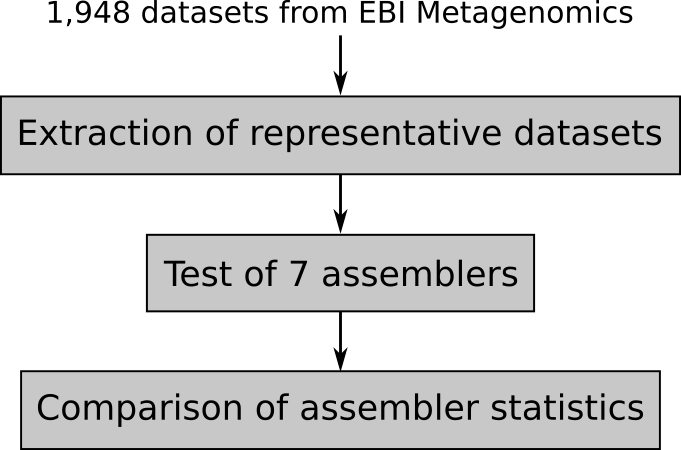 1,948 datasets from EBI Metagenomics
Extraction of representative datasets
Test of 7 assemblers
Comparison of assembler statistics